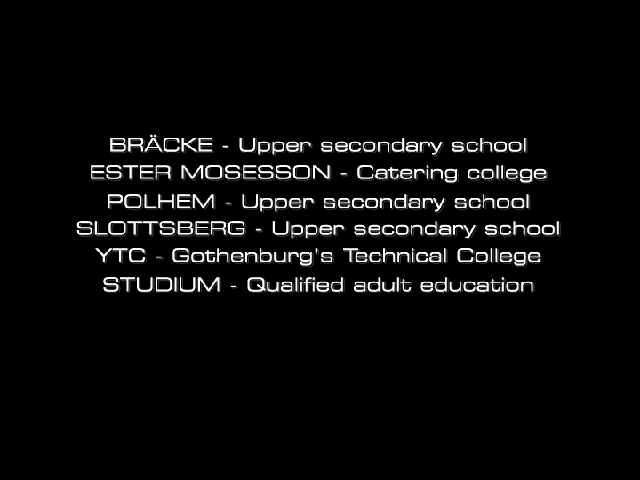 BRÄCKE - Upper secondary school
ESTER MOSESSON - Catering college
POLHEM - Upper secondary school
SLOTTSBERG - Upper secondary school
YTC - Gothenburg's Technical College
STUDIUM - Qualified adult education